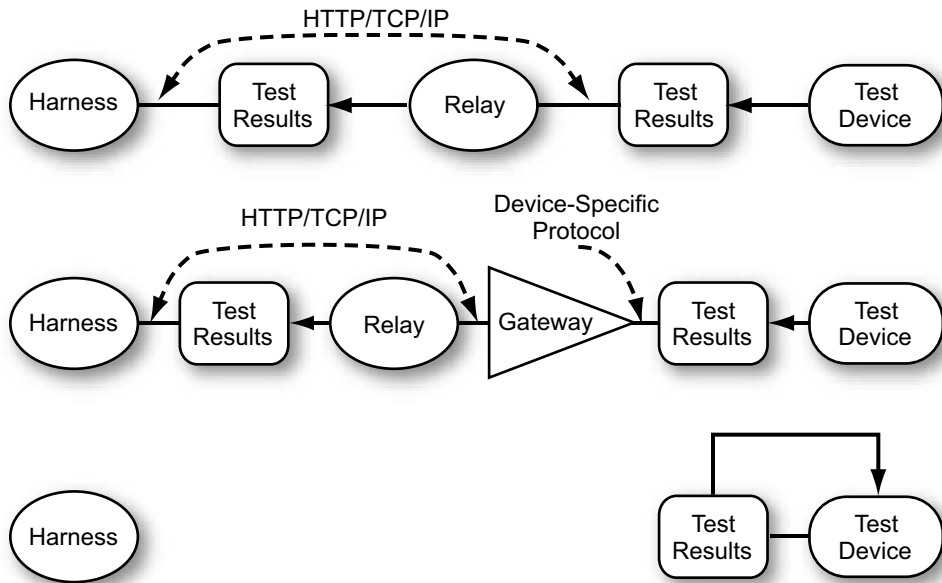 HTTP/TCP/IP
Harness
Test
Results
Relay
Test
Results
Test
Device
HTTP/TCP/IP
Device-Specific
Protocol
Harness
Test
Results
Relay
Gateway
Test
Results
Test
Device
Harness
Test
Results
Test
Device